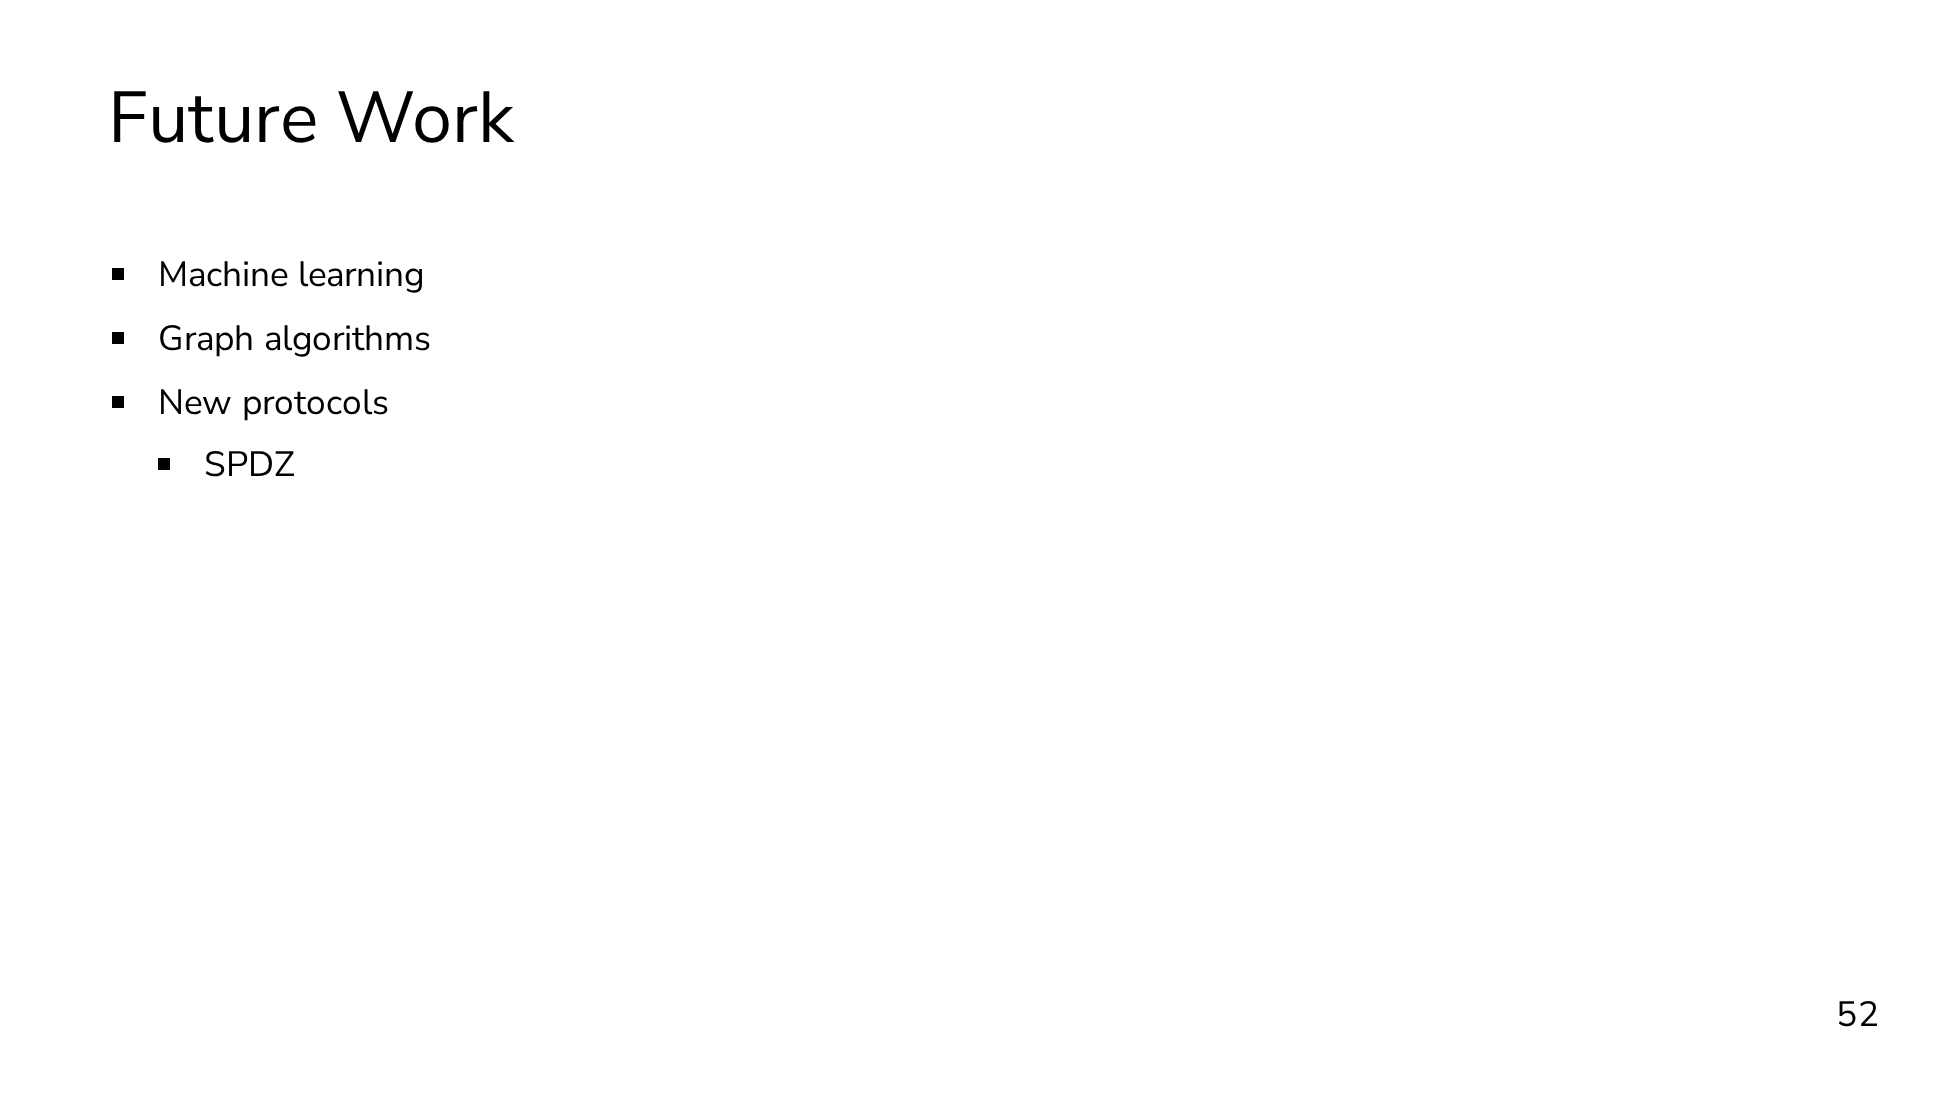 Future Work
▪ Machine learning
▪ Graph algorithms
▪ New protocols
▪ SPDZ
52